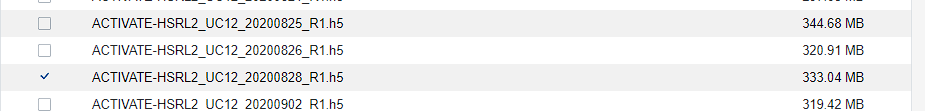 ACTIVATE-HSRL2_UC12_20200825_R1.h5 344.68 MB
ACTIVATE-HSRL2_UC12_20200826_R1.h5 320.91 MB
ACTIVATE-HSRL2_UC12_20200828_R1.h5 333.04 MB
ACTIVATE-HSRL2_UC12_20200902_R1.h5 319.42 MB